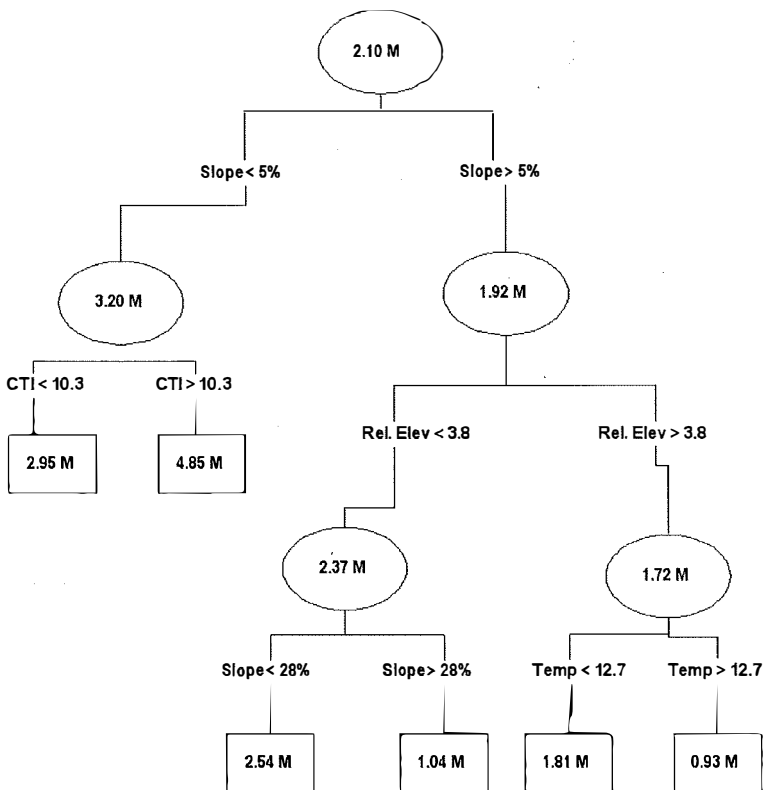 2.10 M
Slope< 5%
Slope> 5%
3.20 M
1.92 M
CTI < 10.3
CTI > 10.3
2.95 M
4.85 M
Rel. Elev < 3.8
Rel. Elev > 3.8
2.37 M
1.72 M
Slope< 28%
Slope> 28%
Temp < 12.7
Temp > 12.7
2.54 M
1.04 M
1.81 M
0.93 M